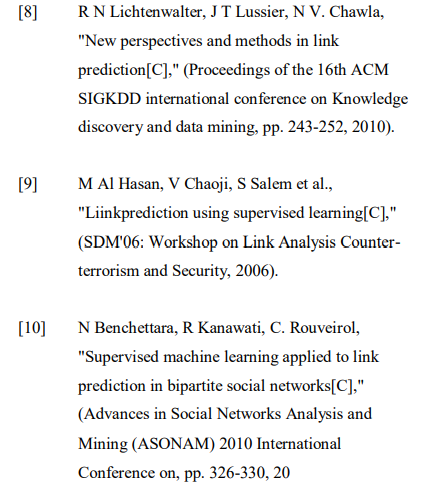 [8] R N Lichtenwalter, J T Lussier, N V. Chawla,
"New perspectives and methods in link
prediction[C]," (Proceedings of the 16th ACM
SIGKDD international conference on Knowledge
discovery and data mining, pp. 243-252, 2010).
[9] M Al Hasan, V Chaoji, S Salem et al.,
"Liinkprediction using supervised learning[C],"
(SDM'06: Workshop on Link Analysis Counter-
terrorism and Security, 2006).
[10] N Benchettara, R Kanawati, C. Rouveirol,
"Supervised machine learning applied to link
prediction in bipartite social networks[C],"
(Advances in Social Networks Analysis and
Mining (ASONAM) 2010 International
Conference on, pp. 326-330, 20